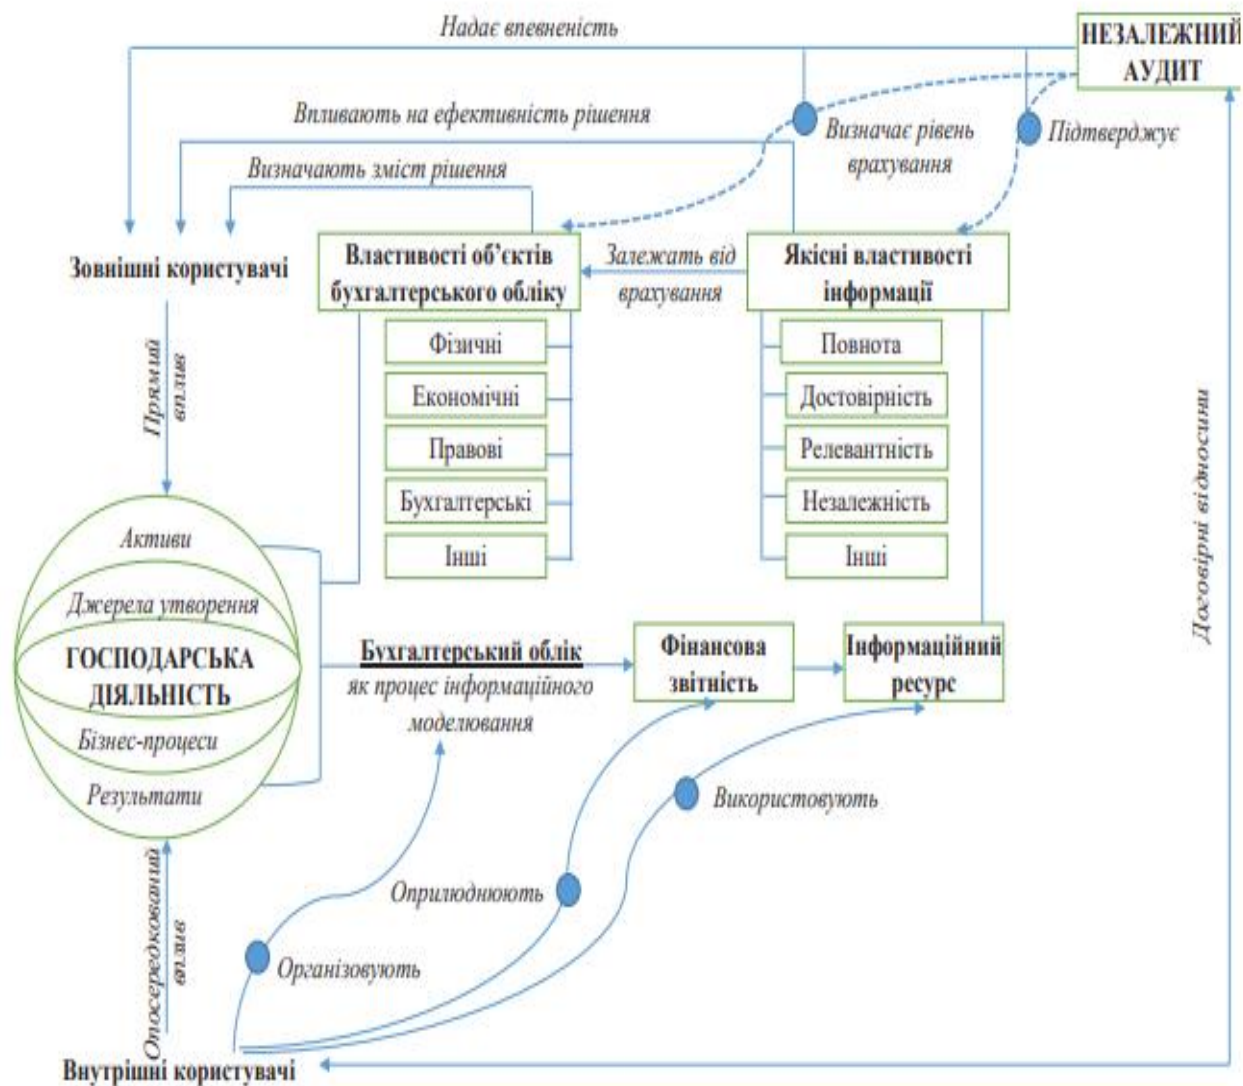 Надає впевненість
НЕЗАЛЕЖНИЙ
АУДИТ
Впливають на ефективність рішення
Визначає рівень
врахування
Підтверджує
Визначають зміст рішення
Зовнішні користувачі
Властивості об’єктів
бухгалтерського обліку
Залежать від
врахування
Якісні властивості
інформації
Прямий
вплив
Фізичні
Економічні
Правові
Бухгалтерські
Інші
Повнота
Достовірність
Релевантність
Незалежність
Інші
Договірні відносини
Активи
Джерела утворення
ГОСПОДАРСЬКА
ДІЯЛЬНІСТЬ
Бізнес-процеси
Результати
Бухгалтерський облік
як процес інформаційного
моделювання
Фінансова
звітність
Інформаційний
ресурс
Використовують
Оприлюднюють
Організовують
Опосередкований
вплив
Внутрішні користувачі